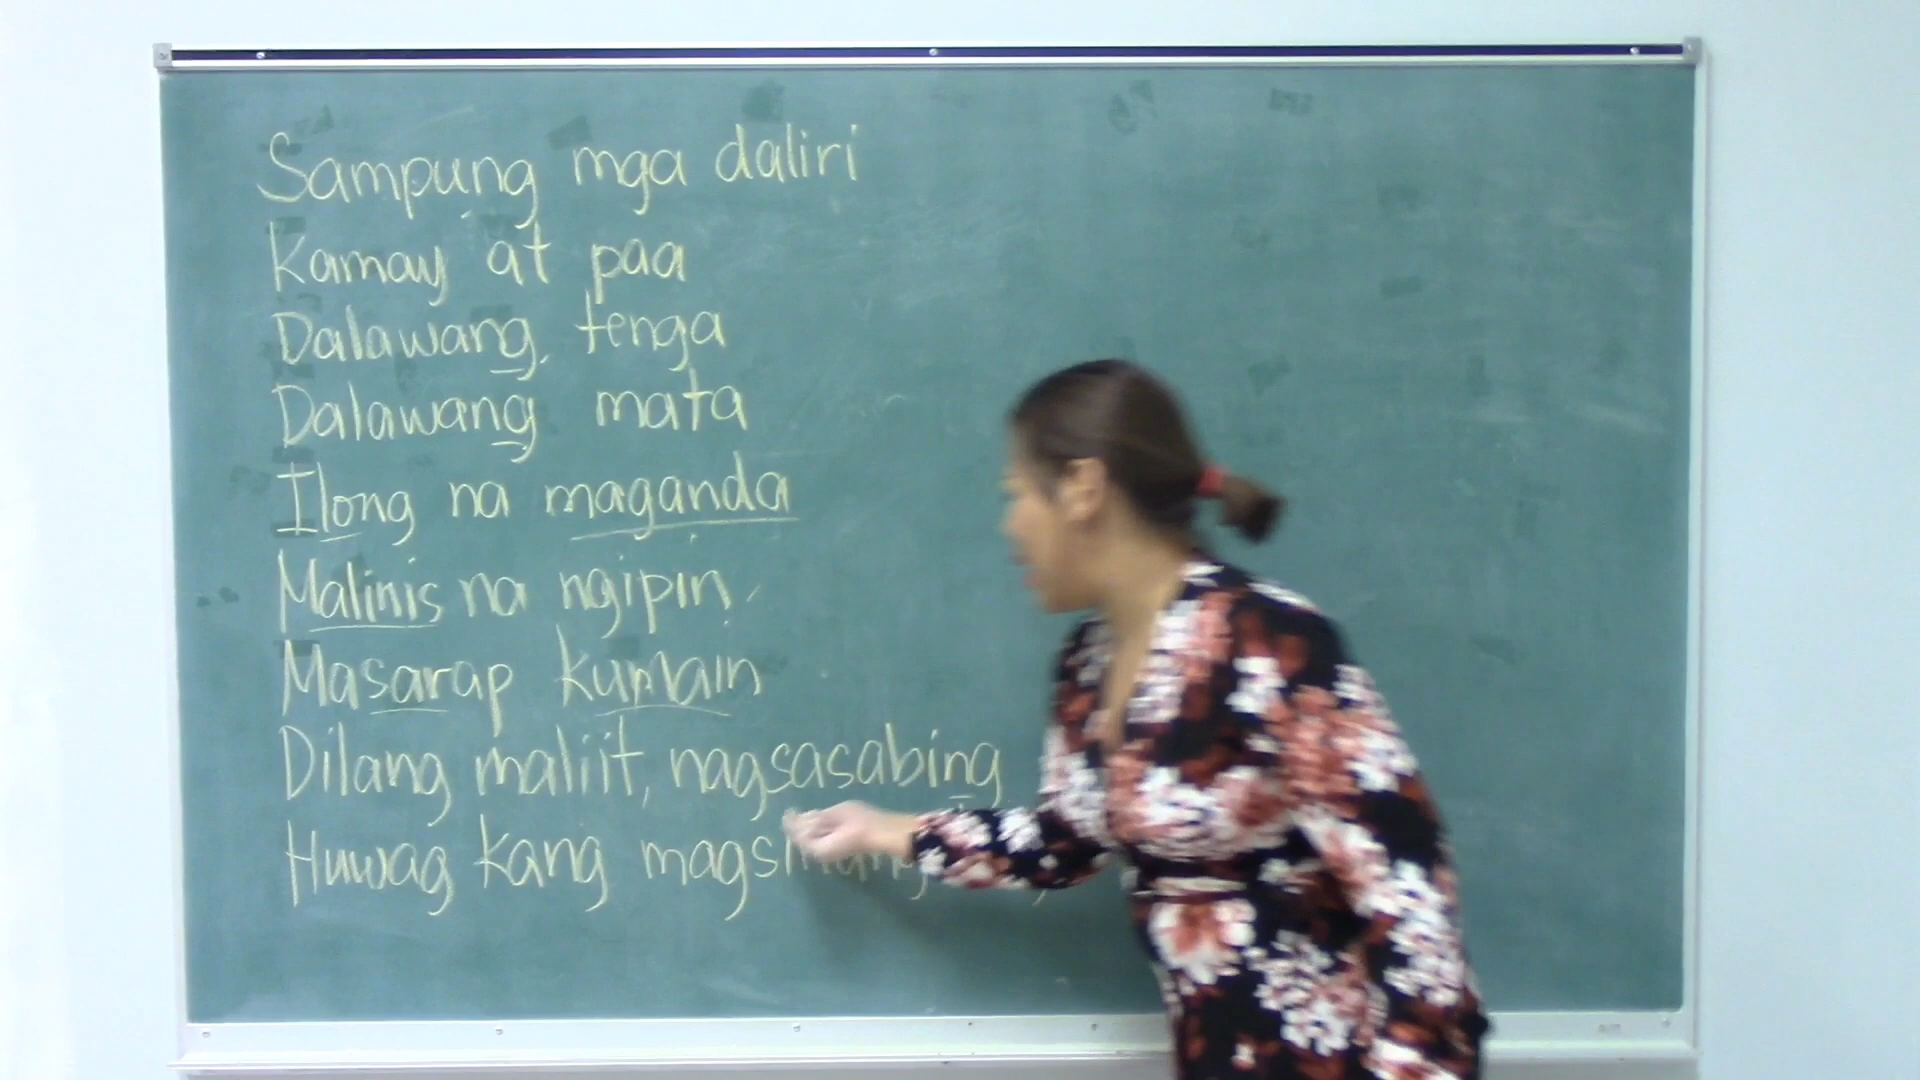 Sampung mga daliri
Kamay at paa
Dalawang tenga
Dalawang mata
Ilong na maganda
Malinis na ngipin
Masarap kumain
Dilang maliit, nagsasabing
Huwag kang